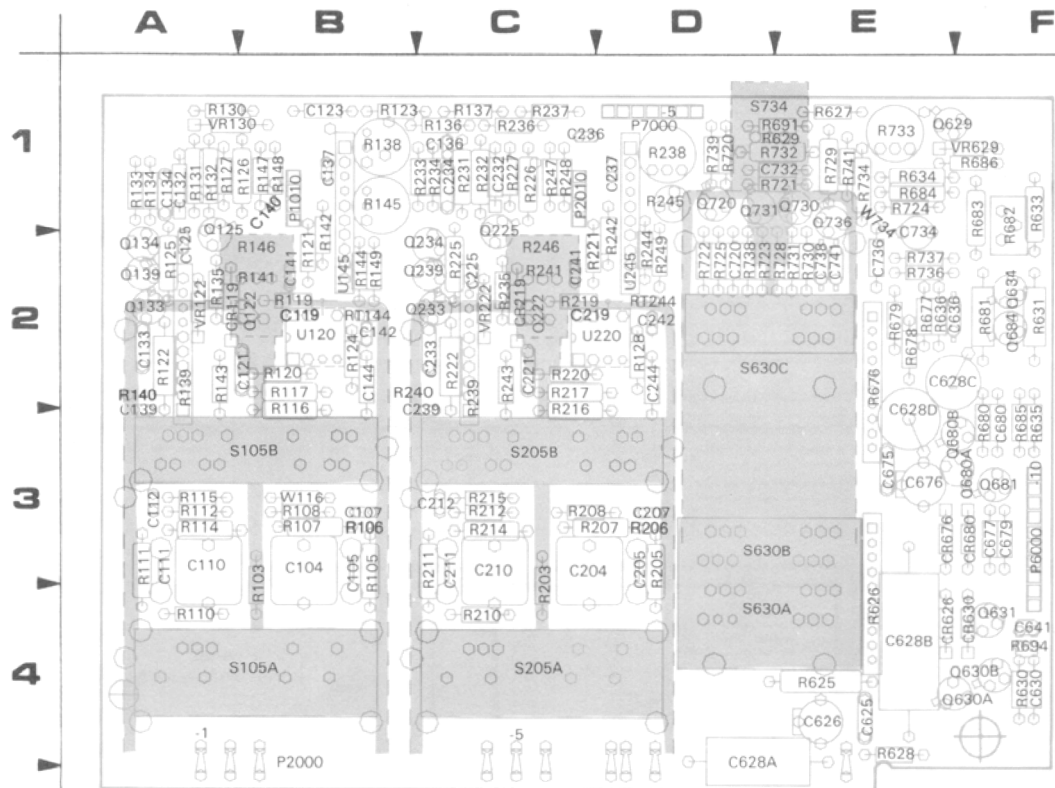 A B C D E F
1
R130 C123 R123 R137 R237 -5 S734 R627
VR130 R136 R236 Q236 P7000 R691 R733 Q629
C137 R138 C136 R238 R739 R720 R629 R732 R729 R741 VR629 R686
R133 R134 C134 C132 R131 R132 R127 R126 R147 R148 R233 R234 C234 R231 R232 C232 R227 R226 R247 R248 C237 C732 R721 R734 R634 R684
P1010 R145 P2010 R245 Q720 Q731 Q730 R724 R683 R682 R633
C140 Q125 R142 Q225 R242 Q736 W734 C734
Q134 R125 C125 R146 R121 Q234 R225 R246 R221 R244 R249 R722 R725 C720 R738 R723 R728 R731 R730 C738 C741 C736 R737
Q139 R135 R141 C141 U145 R144 R149 Q239 C225 R235 CR219 R241 C241 U245 R736 Q634
2
Q133 VR122 CR119 Q122 R119 Q233 VR222 Q222 R219 RT244 R679 R677 R636 C636 R681 Q684 R631
C119 RT144 C219 C242
C133 R122 U120 R124 C142 C233 R222 U220 R128 R678
R139 R143 C121 R120 C144 R239 R243 C221 R220 C244 S630C R676 C628C
R140 R117 R240 R217
C139 R116 C239 R216 C628D Q680B R680 C680 R685 R635
S105B S205B C675 Q680A
3
C112 R115 W116 C212 R215 C676 Q681 -10
R112 R108 C107 R212 R208 C207
R114 R107 R106 R214 R207 R206 CR676 CR680 C677 C679
R111 C111 C110 R103 C104 C105 R105 R211 C211 C210 R203 C204 C205 R205 S630B P6000
R110 R210 S630A R626 C628B CR626 CR630 Q631
C641
R694
4
S105A S205A Q630B
R625 Q630A R630 C630
-1 -5 C626 C625
P2000 C628A R628